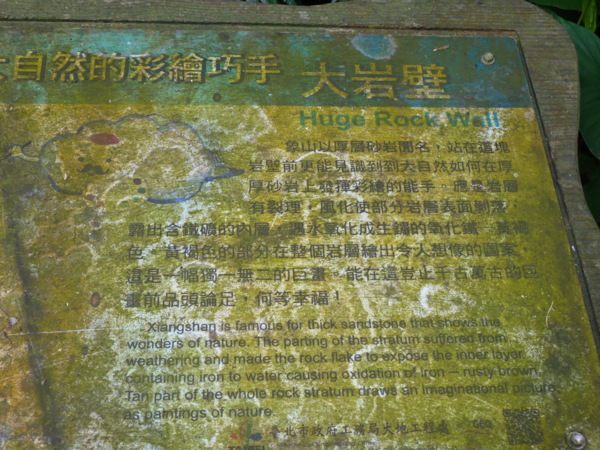 大自然的彩繪巧手
大岩壁
Huge Rock Wall
象山以厚層砂岩聞名，站在這塊
岩壁前更能見識到到大自然如何在厚
厚砂岩上發揮彩繪的能手。應是岩層
有裂理，風化使部分岩層表面剝落，
露出含鐵礦的內層，遇水氧化成生鏽的氧化鐵－黃褐
色。黃褐色的部分在整個岩層繪出令人想像的圖案。
這是一幅獨一無二的巨畫。能在這豈止千古萬古的巨
畫前品頭論足，何等幸福！
Xiangshan is famous for thick sandstone that shows the
wonders of nature. The parting of the stratum suffered from
weathering and made the rock flake to expose the inner layer
containing iron to water causing oxidation of Iron – rusty brown.
Tan part of the whole rock stratum draws an imaginational picture
as paintings of nature.
臺北市政府工務局大地工程處
GEO
TAIPEI